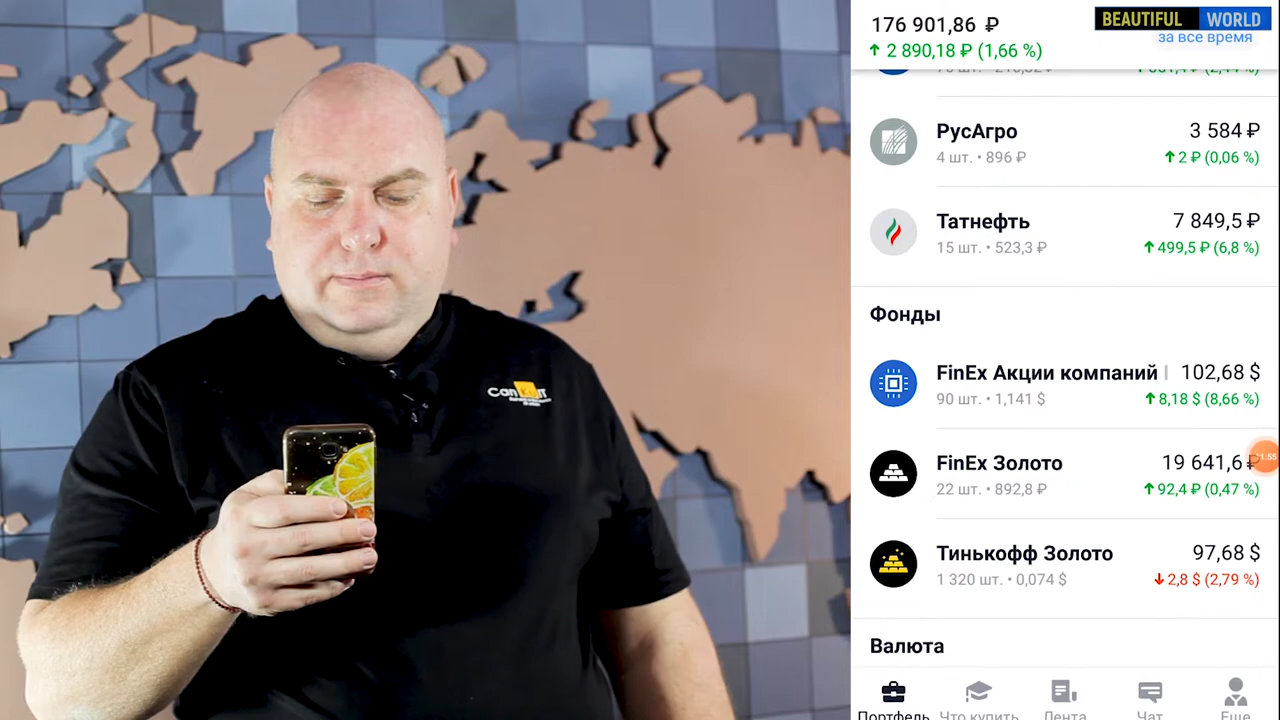 176 901,86 ₽
BEAUTIFUL WORLD
↑ 2 890,18 ₽ (1,66 %)
за все время
РусАгро
3 584 ₽
4 шт. • 896 ₽
↑ 2 ₽ (0,06 %)
Татнефть
7 849,5 ₽
15 шт. • 523,3 ₽
↑ 499,5 ₽ (6,8 %)
Фонды
FinEx Акции компаний
102,68 $
90 шт. • 1,141 $
↑ 8,18 $ (8,66 %)
FinEx Золото
19 641,6 ₽
22 шт. • 892,8 ₽
↑ 92,4 ₽ (0,47 %)
Тинькофф Золото
97,68 $
1 320 шт. • 0,074 $
↓ 2,8 $ (2,79 %)
Валюта
Портфель
Что купить
Лента
Чат
Еще